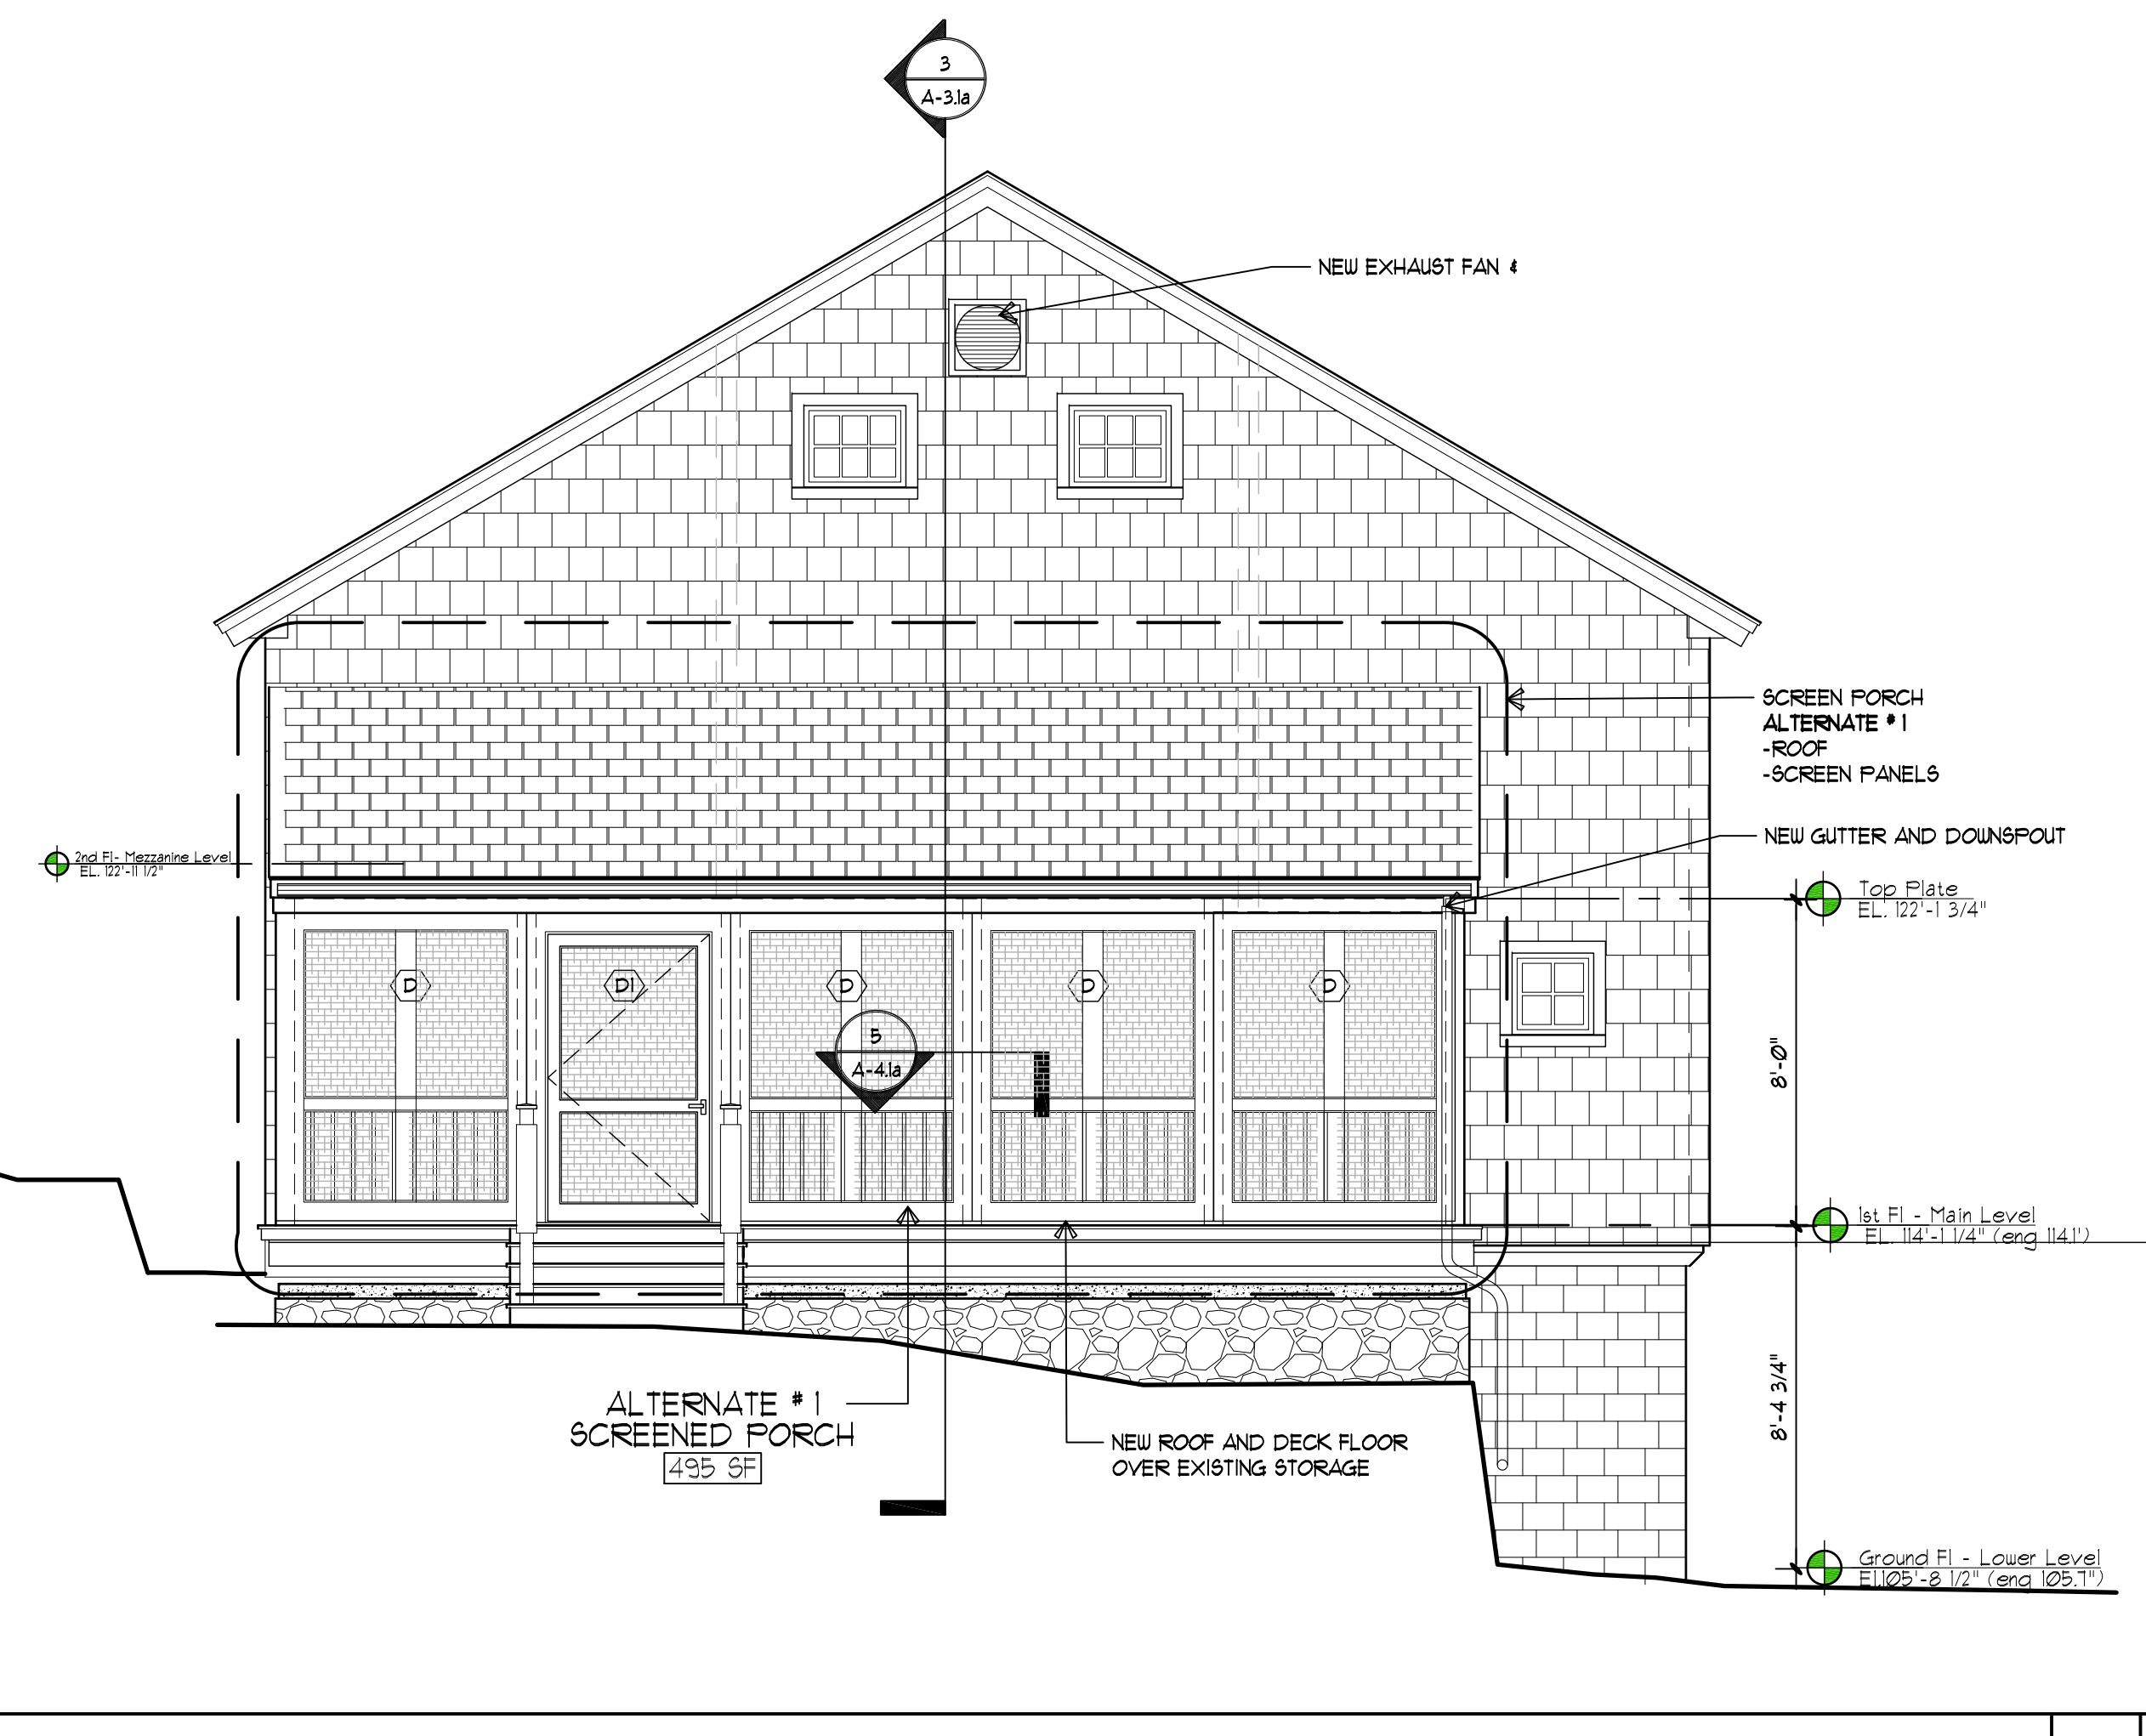 3
A-3.1a
NEW EXHAUST FAN &
SCREEN PORCH
ALTERNATE #1
-ROOF
-SCREEN PANELS
NEW GUTTER AND DOWNSPOUT
2nd Fl- Mezzanine Level
EL. 122'-11 1/2"
Top Plate
EL. 122'-1 3/4"
D
D1
D
D
D
5
A-4.1a
8'-0"
1st Fl - Main Level
EL. 114'-1 1/4" (eng 114.1')
8'-4 3/4"
ALTERNATE #1
SCREENED PORCH
495 SF
NEW ROOF AND DECK FLOOR
OVER EXISTING STORAGE
Ground Fl - Lower Level
El.105'-8 1/2" (eng 105.7")